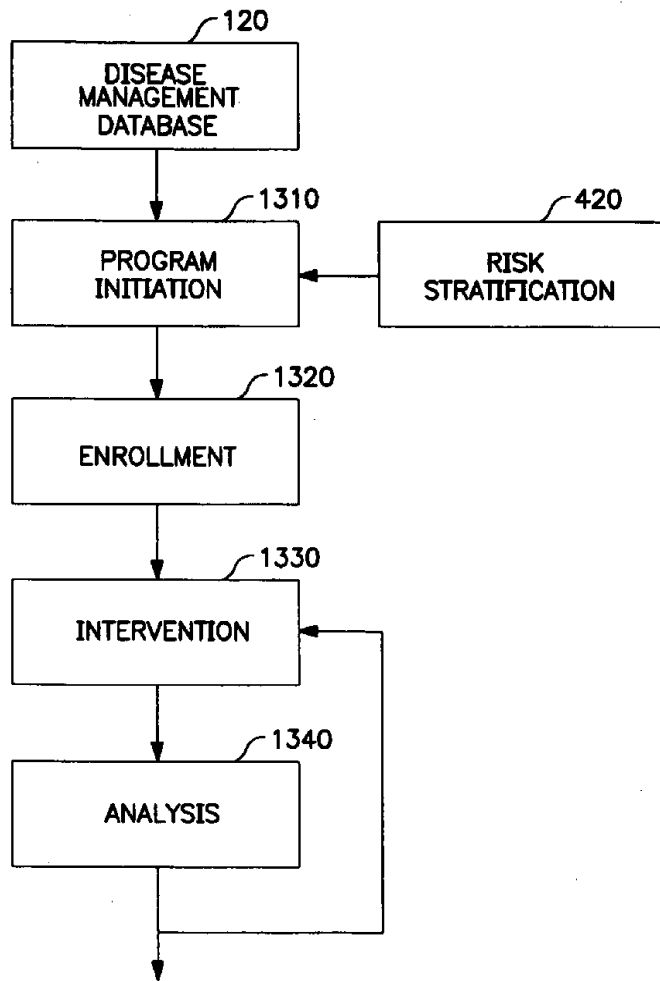 120
DISEASE
MANAGEMENT
DATABASE
1310
PROGRAM
INITIATION
420
RISK
STRATIFICATION
1320
ENROLLMENT
1330
INTERVENTION
1340
ANALYSIS